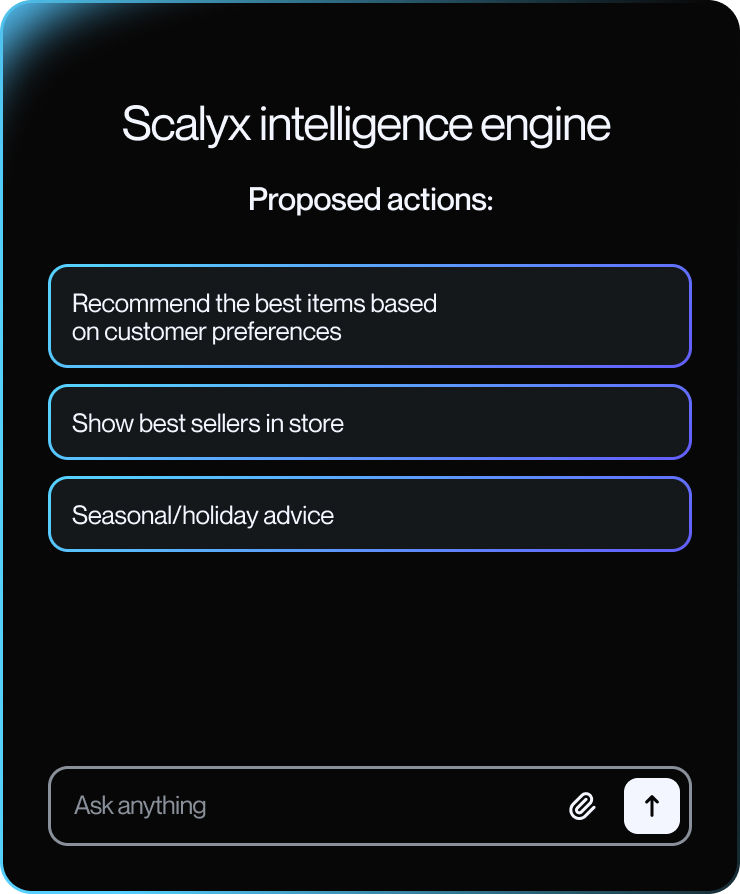 Scalyx intelligence engine
Proposed actions:
Recommend the best items based
on customer preferences
Show best sellers in store
Seasonal/holiday advice
Ask anything